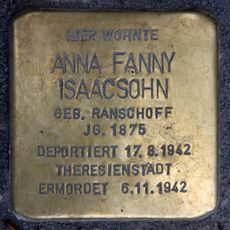 HIER WOHNTE
ANNA FANNY
ISAACSOHN
GEB. RANSCHOFF
JG. 1875
DEPORTIERT 17.8.1942
THERESIENSTADT
ERMORDET 6.11.1942